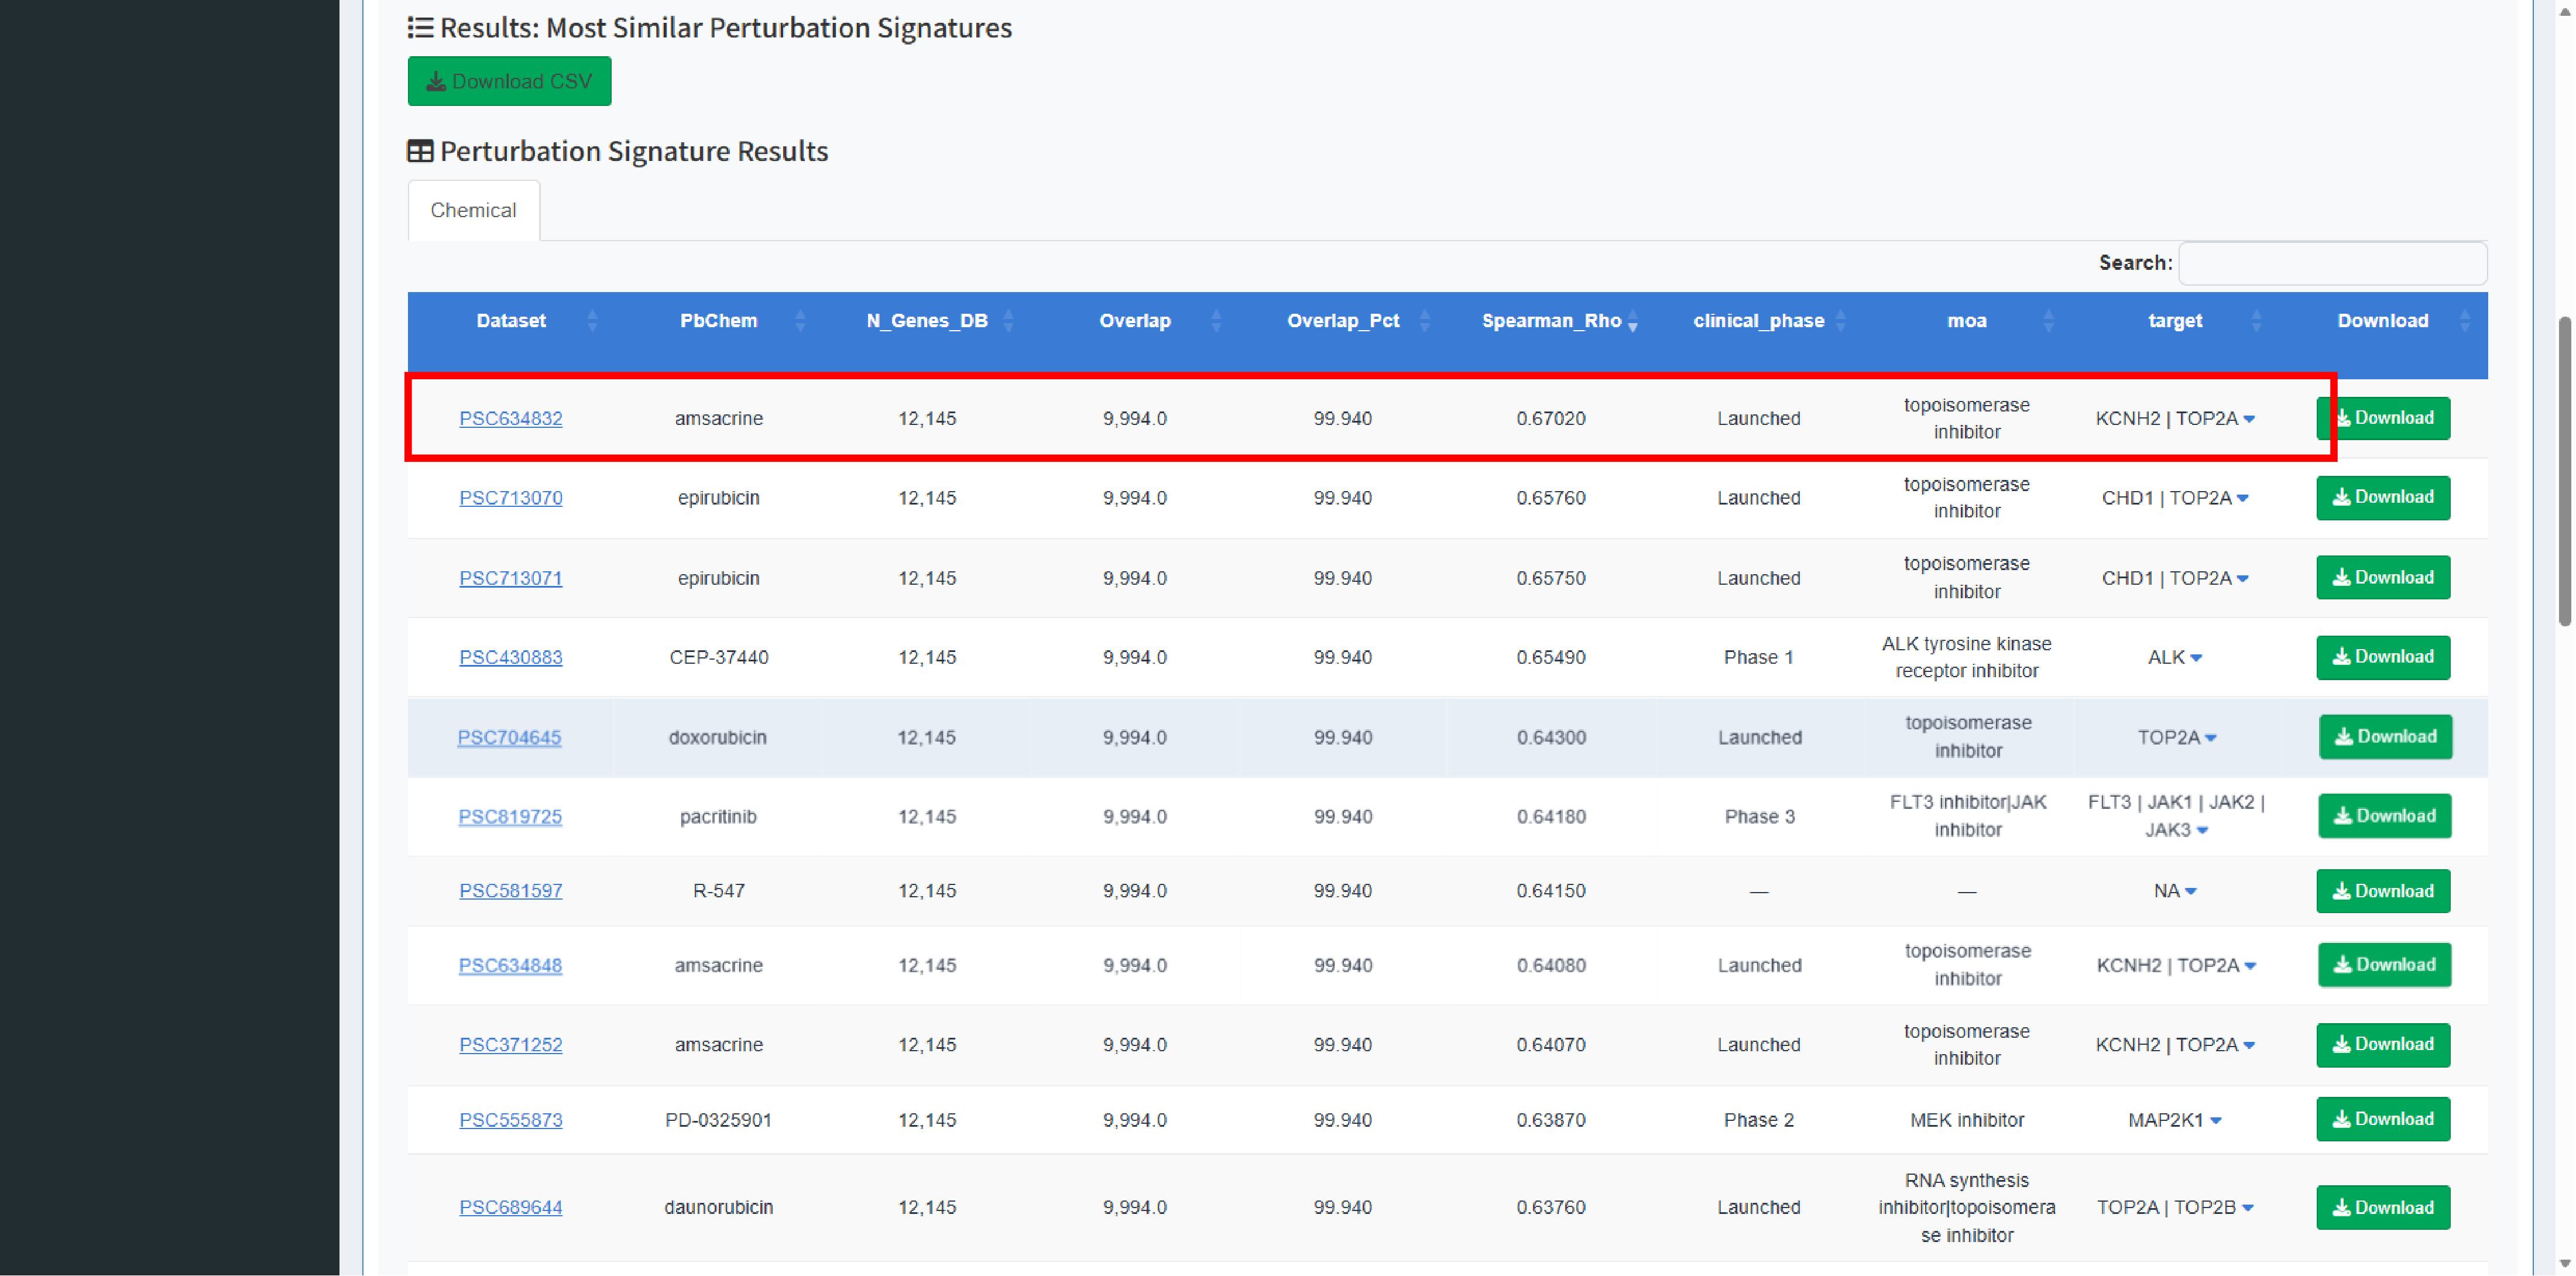 Results: Most Similar Perturbation Signatures
Download CSV
Perturbation Signature Results
Chemical
Search:
Dataset PbChem N_Genes_DB Overlap Overlap_Pct Spearman_Rho clinical_phase moa target Download
PSC634832 amsacrine 12,145 9,994.0 99.940 0.67020 Launched topoisomerase inhibitor KCNH2 | TOP2A Download
PSC713070 epirubicin 12,145 9,994.0 99.940 0.65760 Launched topoisomerase inhibitor CHD1 | TOP2A Download
PSC713071 epirubicin 12,145 9,994.0 99.940 0.65750 Launched topoisomerase inhibitor CHD1 | TOP2A Download
PSC430883 CEP-37440 12,145 9,994.0 99.940 0.65490 Phase 1 ALK tyrosine kinase receptor inhibitor ALK Download
PSC704645 doxorubicin 12,145 9,994.0 99.940 0.64300 Launched topoisomerase inhibitor TOP2A Download
PSC819725 pacritinib 12,145 9,994.0 99.940 0.64180 Phase 3 FLT3 inhibitor|JAK inhibitor FLT3 | JAK1 | JAK2 | JAK3 Download
PSC581597 R-547 12,145 9,994.0 99.940 0.64150 — — NA Download
PSC634848 amsacrine 12,145 9,994.0 99.940 0.64080 Launched topoisomerase inhibitor KCNH2 | TOP2A Download
PSC371252 amsacrine 12,145 9,994.0 99.940 0.64070 Launched topoisomerase inhibitor KCNH2 | TOP2A Download
PSC555873 PD-0325901 12,145 9,994.0 99.940 0.63870 Phase 2 MEK inhibitor MAP2K1 Download
PSC689644 daunorubicin 12,145 9,994.0 99.940 0.63760 Launched RNA synthesis inhibitor|topoisomerase inhibitor TOP2A | TOP2B Download